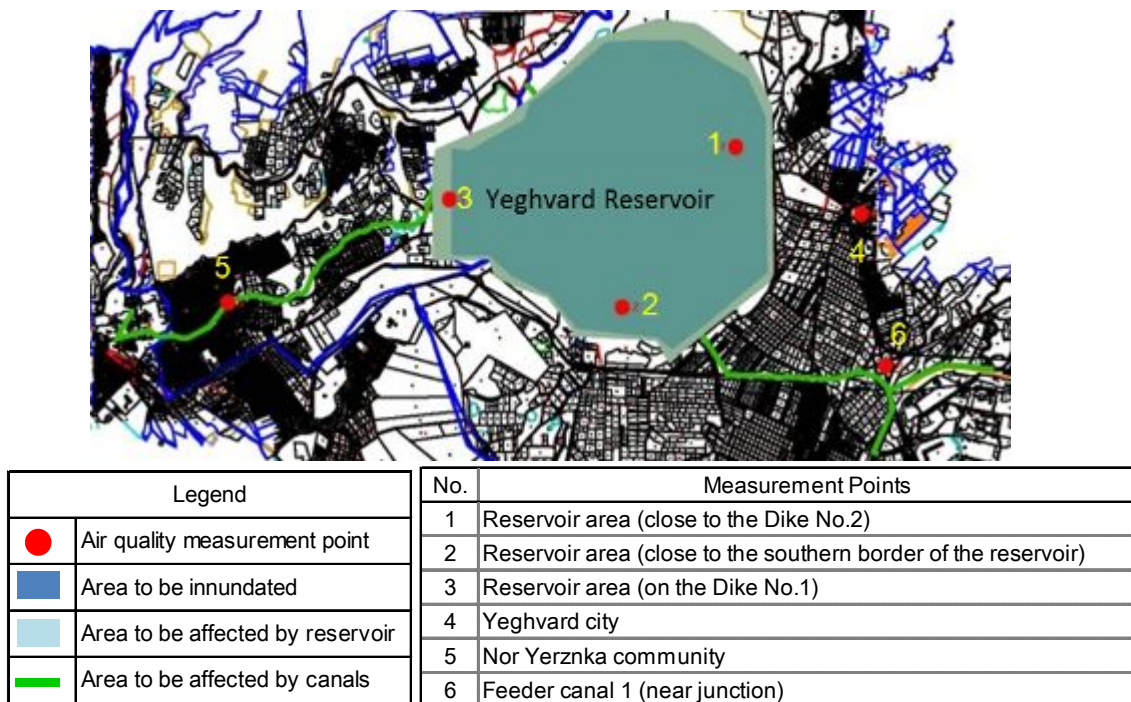 1
3 Yeghvard Reservoir
4
5
2
6
Legend
Air quality measurement point
Area to be innundated
Area to be affected by reservoir
Area to be affected by canals
No. Measurement Points
1 Reservoir area (close to the Dike No.2)
2 Reservoir area (close to the southern border of the reservoir)
3 Reservoir area (on the Dike No.1)
4 Yeghvard city
5 Nor Yerznka community
6 Feeder canal 1 (near junction)